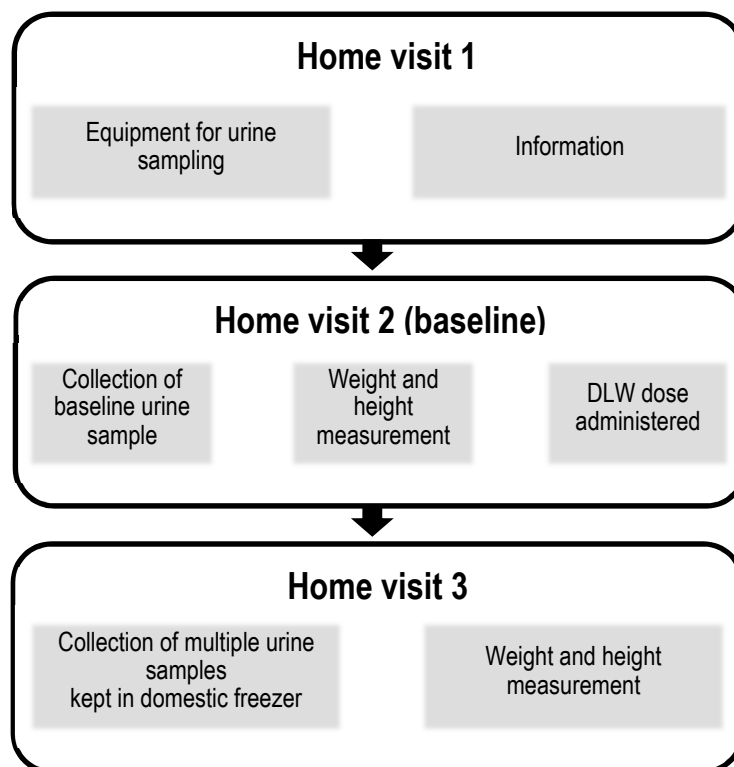 Home visit 1
Equipment for urine
sampling
Information
Home visit 2 (baseline)
Collection of
baseline urine
sample
Weight and
height
measurement
DLW dose
administered
Home visit 3
Collection of multiple urine
samples
kept in domestic freezer
Weight and height
measurement